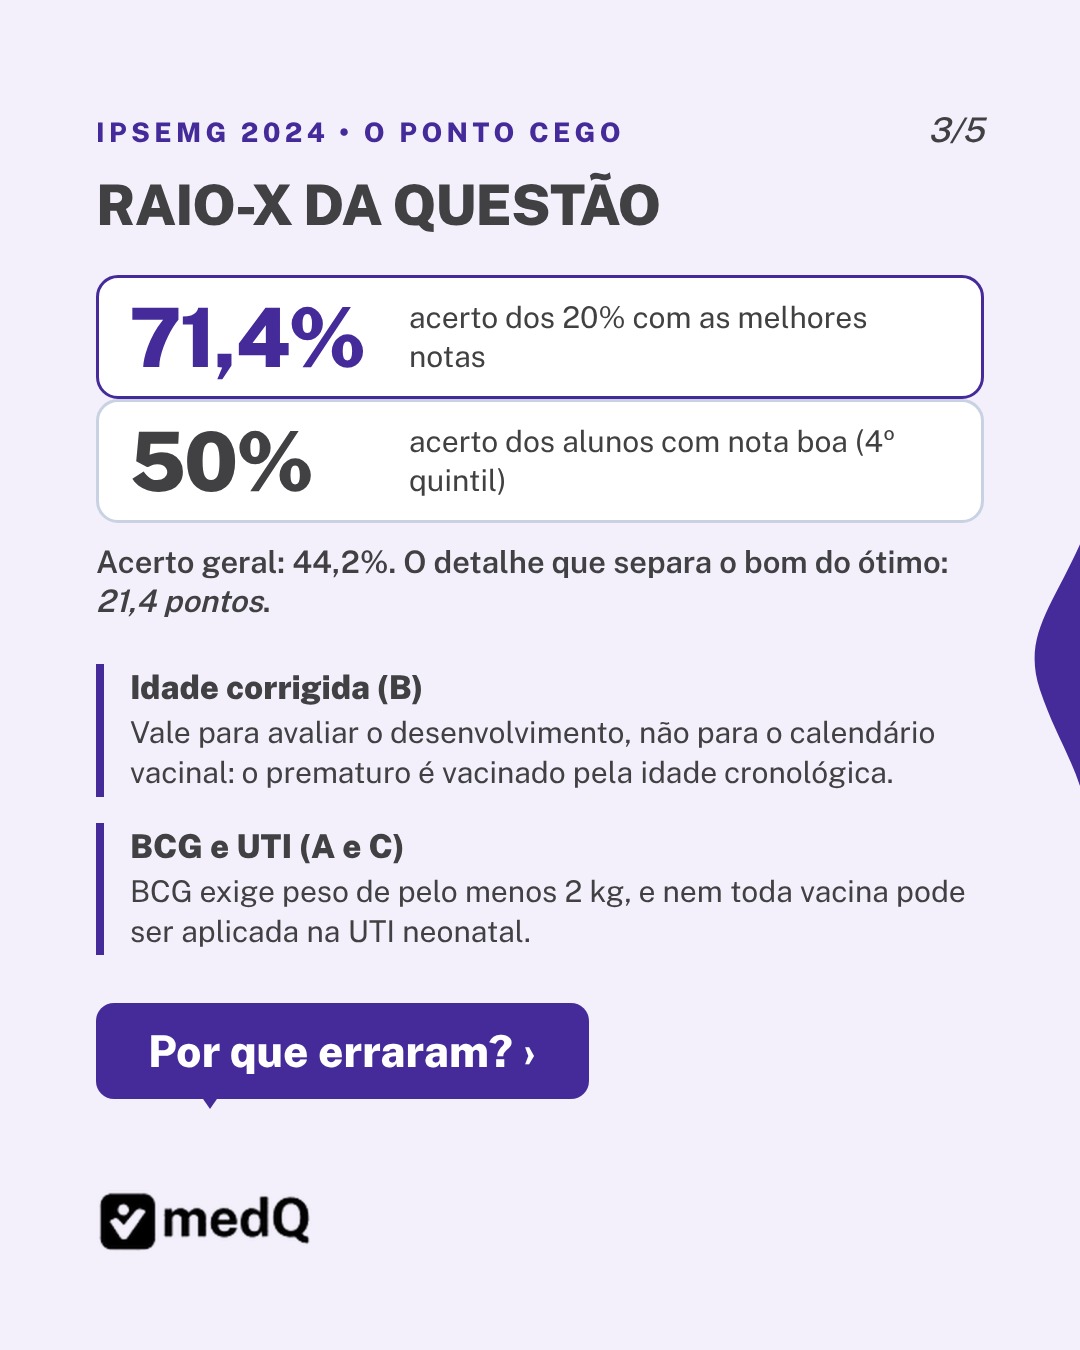 IPSEMG 2024 • O PONTO CEGO
3/5
RAIO-X DA QUESTÃO
71,4%
acerto dos 20% com as melhores
notas
50%
acerto dos alunos com nota boa (4º
quintil)
Acerto geral: 44,2%. O detalhe que separa o bom do ótimo:
21,4 pontos.
Idade corrigida (B)
Vale para avaliar o desenvolvimento, não para o calendário
vacinal: o prematuro é vacinado pela idade cronológica.
BCG e UTI (A e C)
BCG exige peso de pelo menos 2 kg, e nem toda vacina pode
ser aplicada na UTI neonatal.
Por que erraram? ›
medQ